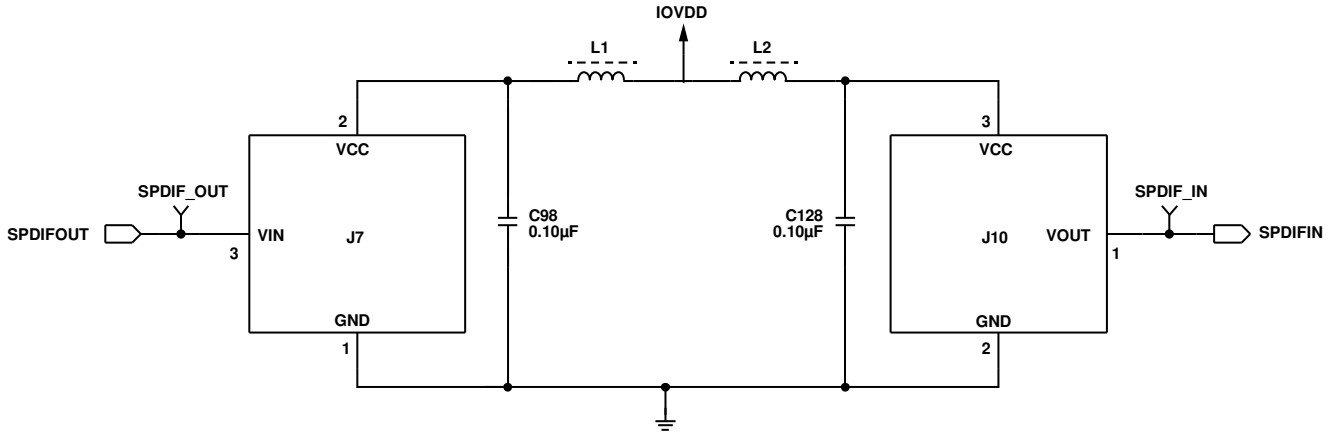 IOVDD
L1
L2
2
VCC
3
VCC
SPDIF_OUT
SPDIF_IN
SPDIFOUT
VIN
J7
3
C98
0.10µF
C128
0.10µF
J10
VOUT
1
SPDIFIN
GND
1
GND
2